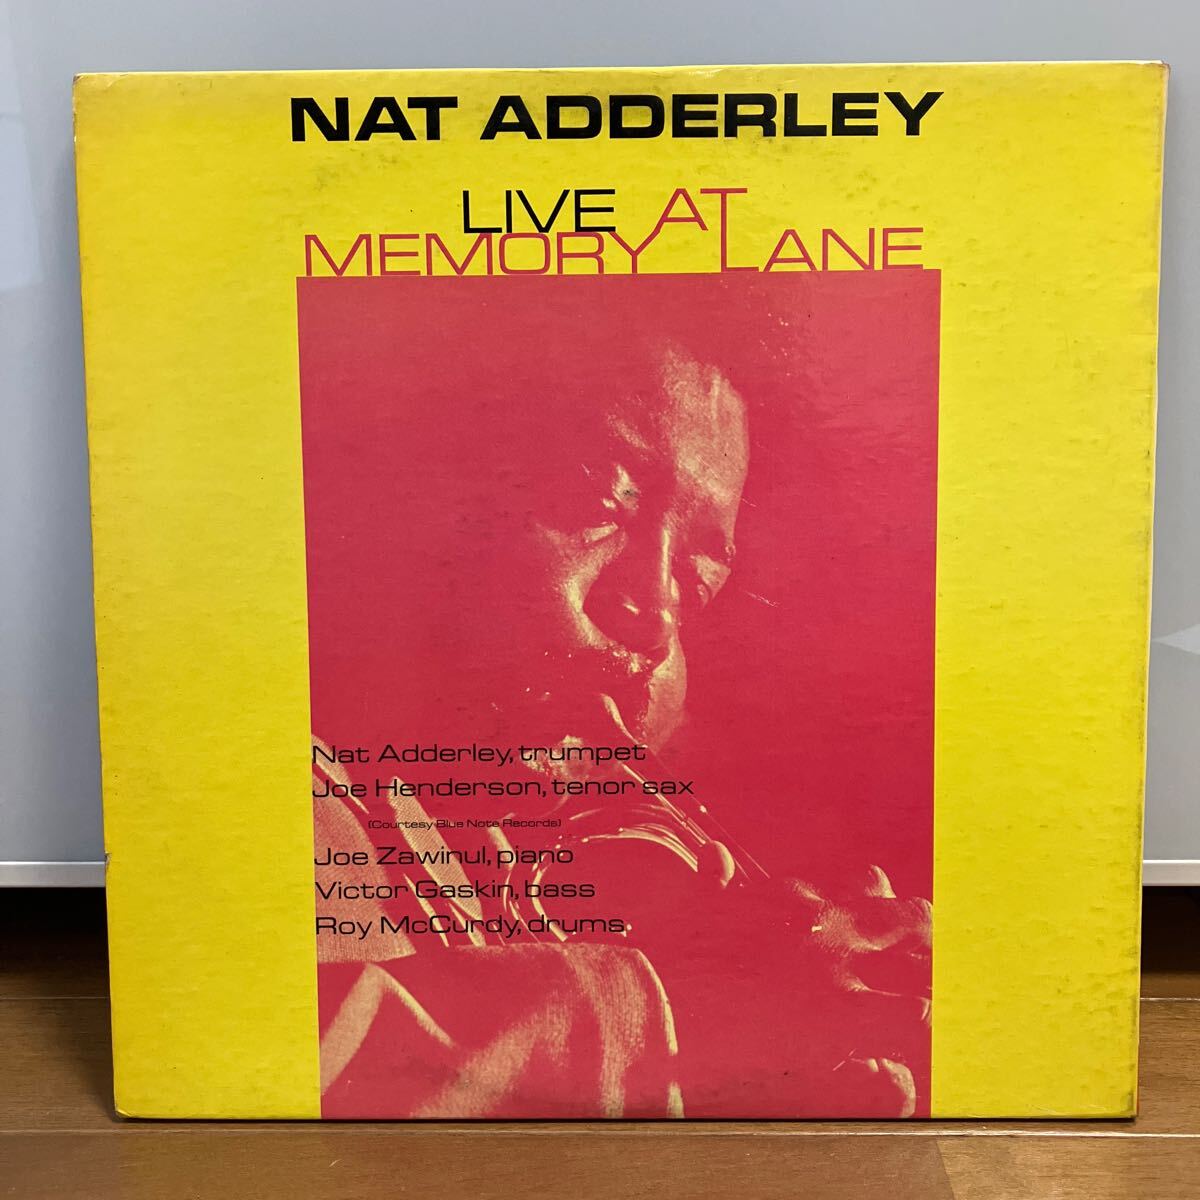 NAT ADDERLEY
LIVE AT
MEMORY LANE
Nat Adderley, trumpet
Joe Henderson, tenor sax
(Courtesy Blue Note Records)
Joe Zawinul, piano
Victor Gaskin, bass
Roy McCurdy, drums